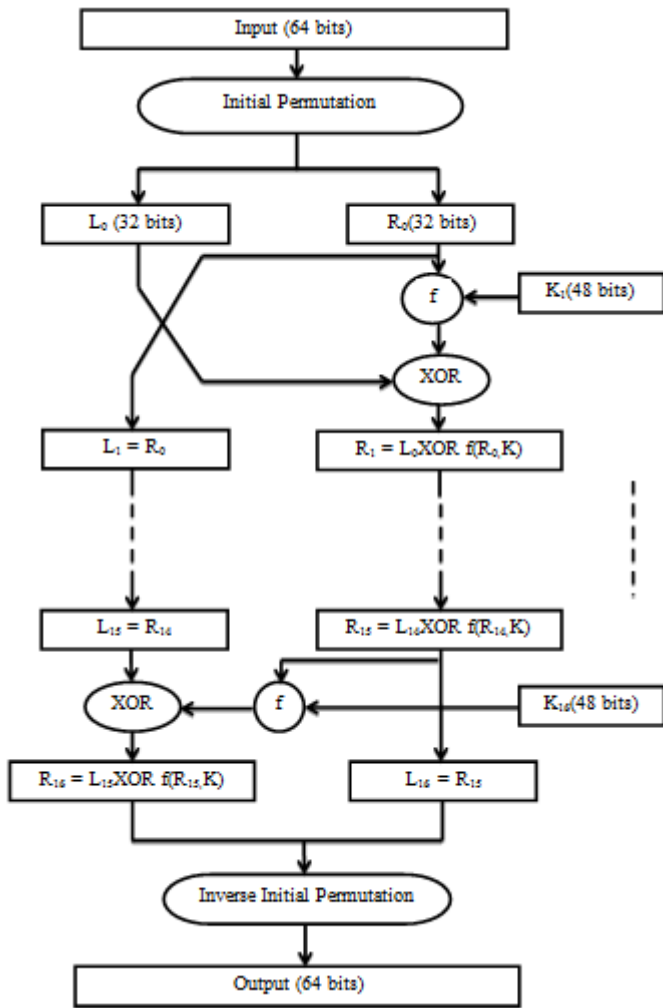 Input (64 bits)
Initial Permutation
L₀ (32 bits)
R₀(32 bits)
f
K₁(48 bits)
XOR
L₁ = R₀
R₁ = L₀XOR f(R₀,K)
L₁₅ = R₁₄
R₁₅ = L₁₄XOR f(R₁₄,K)
XOR
f
K₁₆(48 bits)
R₁₆ = L₁₅XOR f(R₁₅,K)
L₁₆ = R₁₅
Inverse Initial Permutation
Output (64 bits)